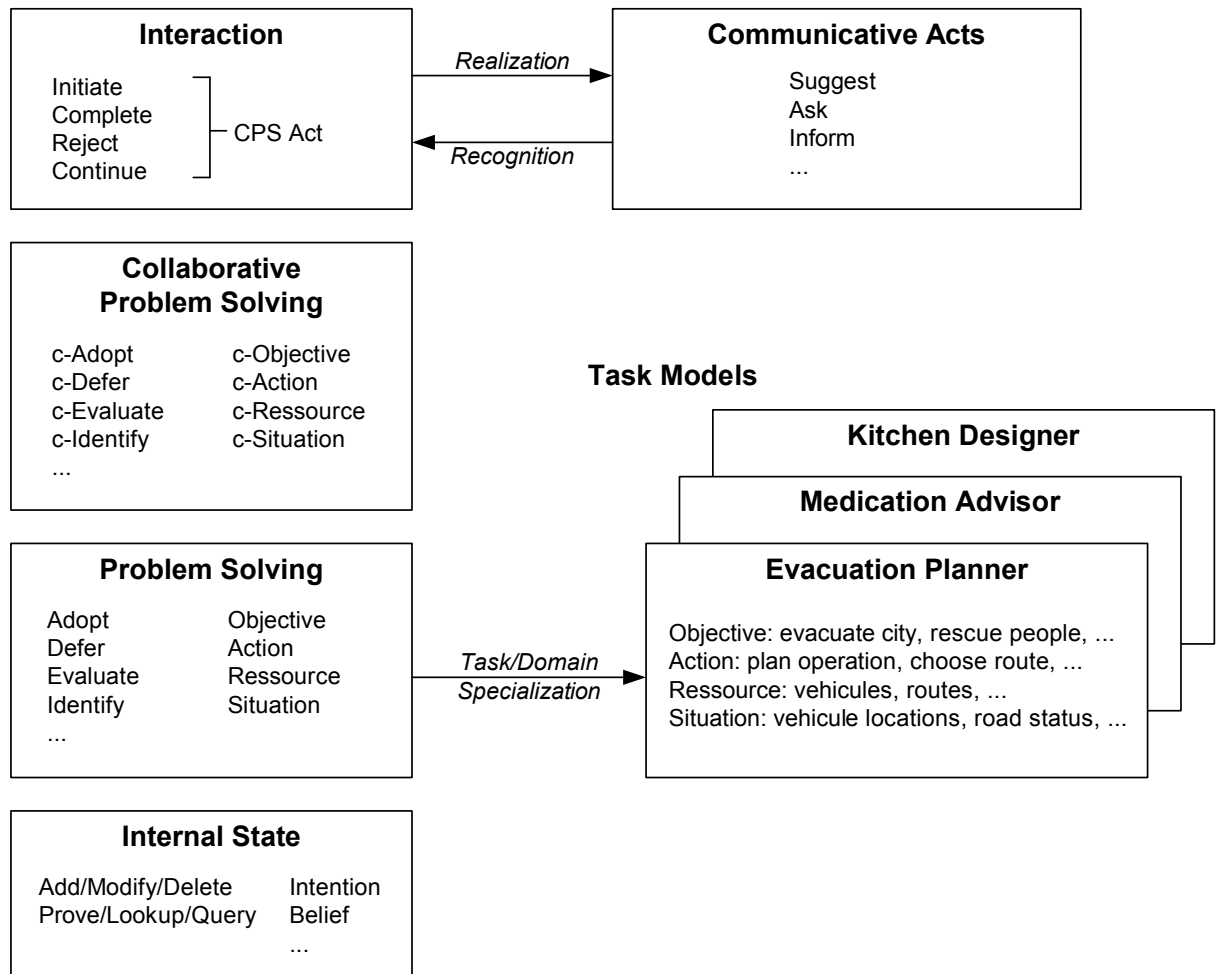 Interaction
Initiate
Complete
Reject
Continue
CPS Act
Realization
Recognition
Communicative Acts
Suggest
Ask
Inform
...
Collaborative
Problem Solving
c-Adopt c-Objective
c-Defer c-Action
c-Evaluate c-Ressource
c-Identify c-Situation
...
Task Models
Kitchen Designer
Medication Advisor
Problem Solving
Adopt Objective
Defer Action
Evaluate Ressource
Identify Situation
...
Task/Domain
Specialization
Evacuation Planner
Objective: evacuate city, rescue people, ...
Action: plan operation, choose route, ...
Ressource: vehicules, routes, ...
Situation: vehicule locations, road status, ...
Internal State
Add/Modify/Delete Intention
Prove/Lookup/Query Belief
...